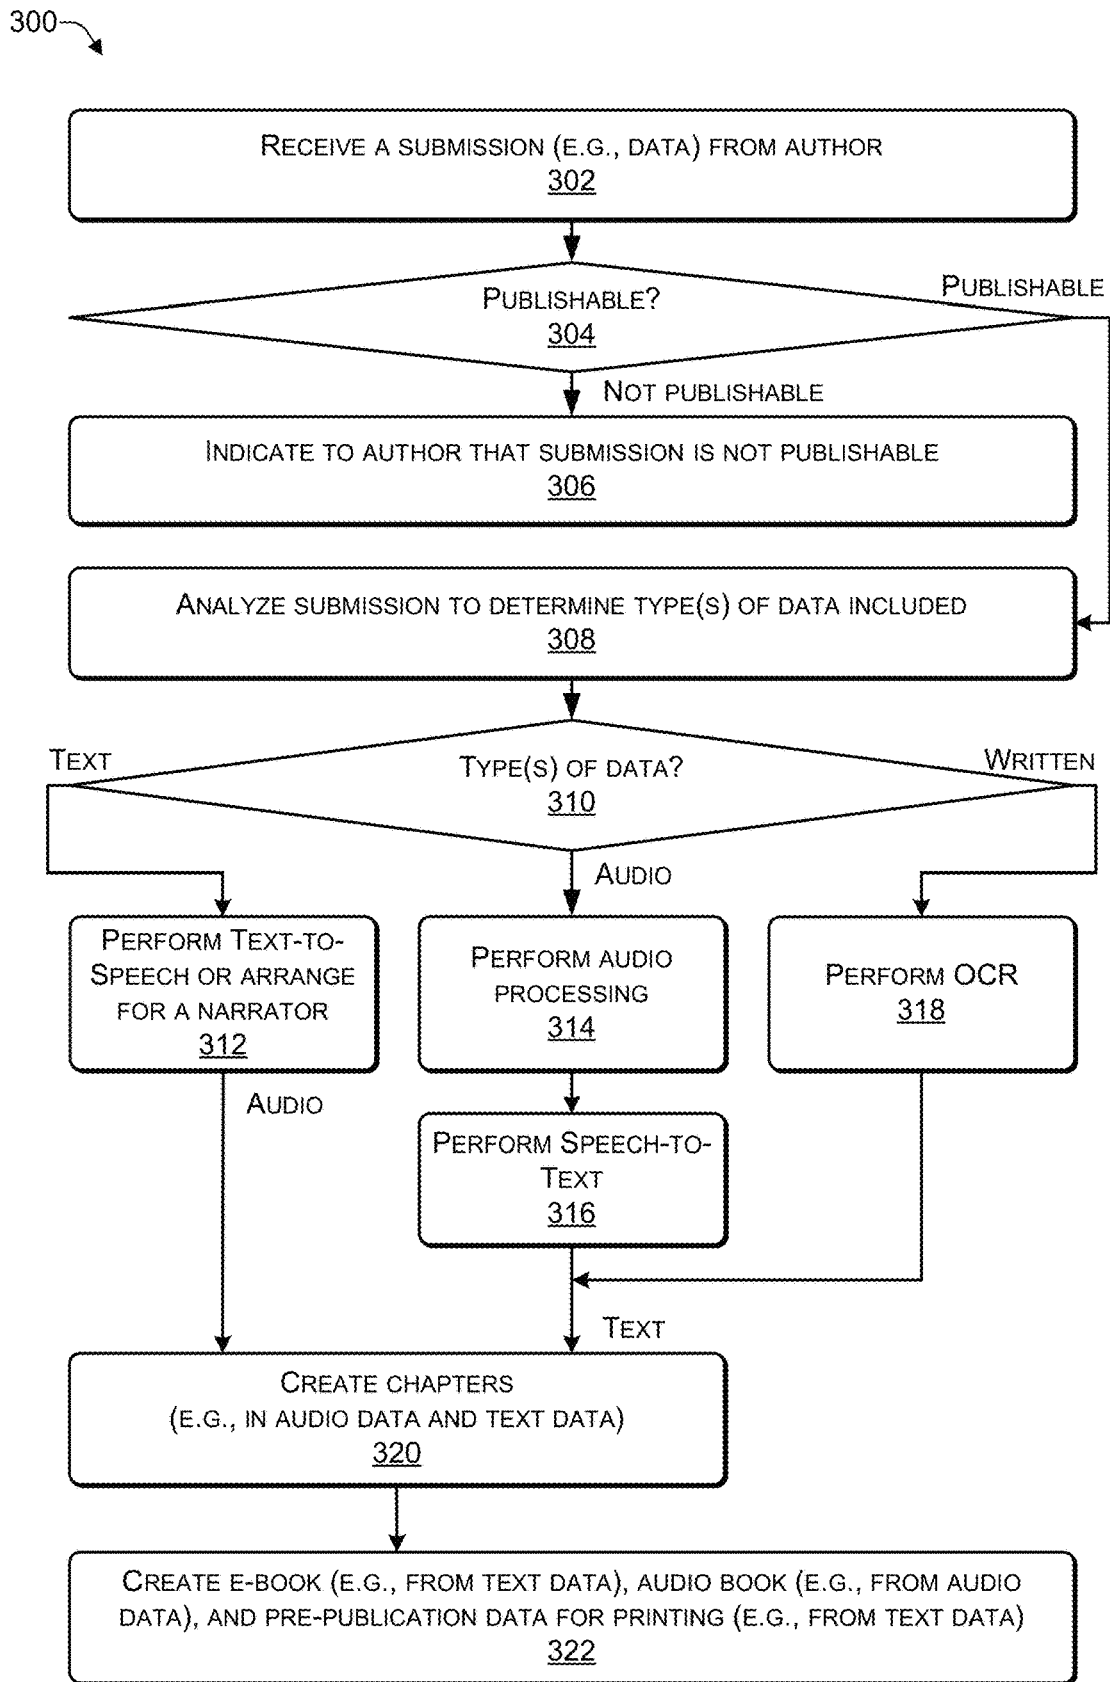 300
RECEIVE A SUBMISSION (E.G., DATA) FROM AUTHOR
302
PUBLISHABLE?
304
PUBLISHABLE
NOT PUBLISHABLE
INDICATE TO AUTHOR THAT SUBMISSION IS NOT PUBLISHABLE
306
ANALYZE SUBMISSION TO DETERMINE TYPE(S) OF DATA INCLUDED
308
TEXT
TYPE(S) OF DATA?
310
WRITTEN
AUDIO
PERFORM TEXT-TO-
SPEECH OR ARRANGE
FOR A NARRATOR
312
PERFORM AUDIO
PROCESSING
314
PERFORM OCR
318
AUDIO
PERFORM SPEECH-TO-
TEXT
316
TEXT
CREATE CHAPTERS
(E.G., IN AUDIO DATA AND TEXT DATA)
320
CREATE E-BOOK (E.G., FROM TEXT DATA), AUDIO BOOK (E.G., FROM AUDIO
DATA), AND PRE-PUBLICATION DATA FOR PRINTING (E.G., FROM TEXT DATA)
322